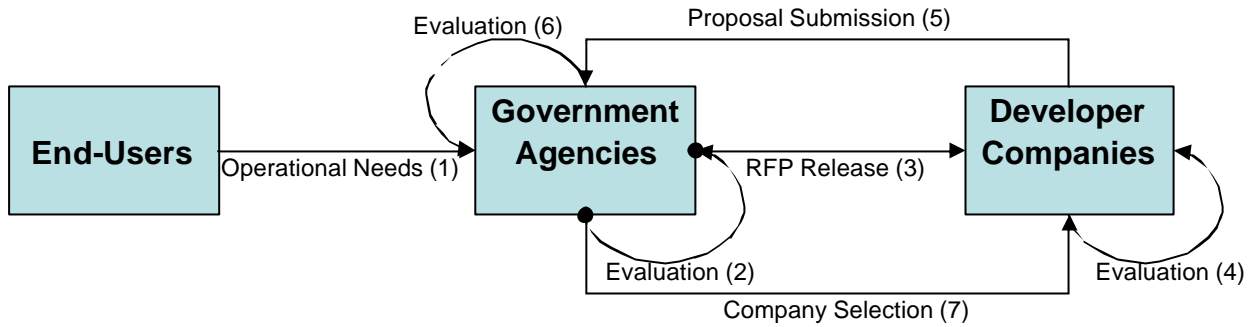 Proposal Submission (5)
Evaluation (6)
Government
Agencies
Developer
Companies
End-Users
Operational Needs (1)
RFP Release (3)
Evaluation (2)
Evaluation (4)
Company Selection (7)